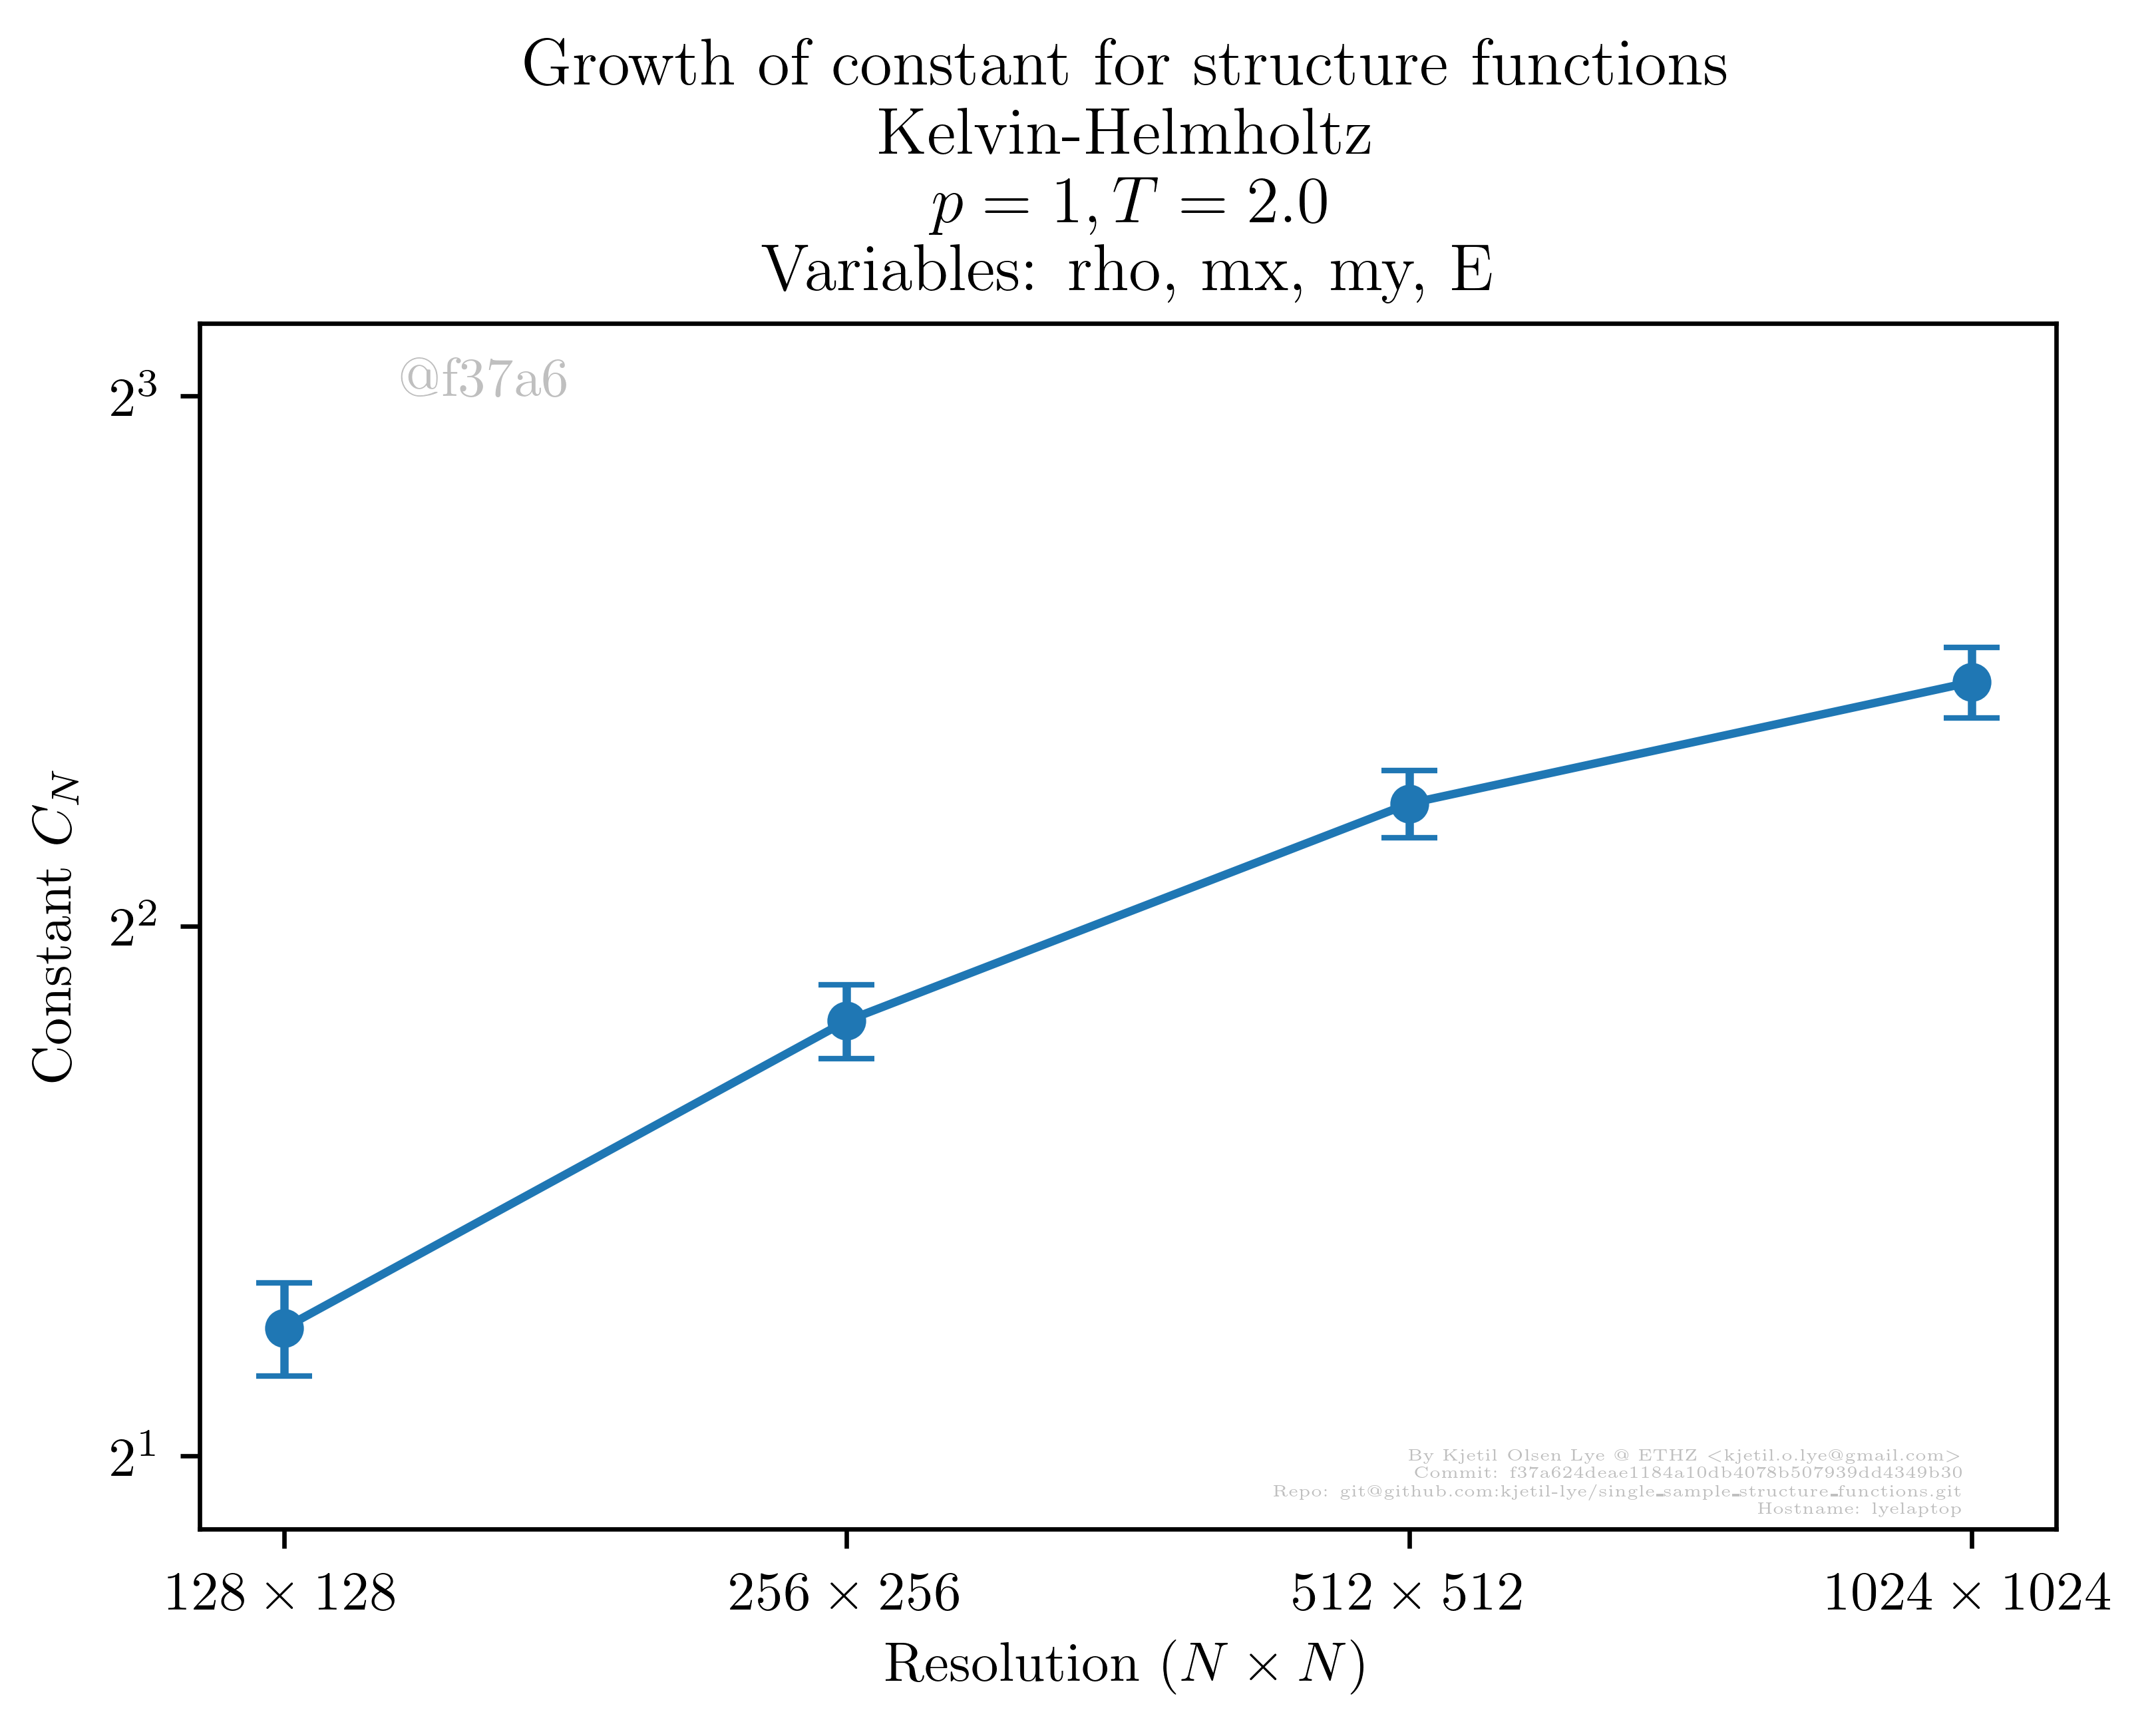 Growth of constant for structure functions
Kelvin-Helmholtz
p = 1, T = 2.0
Variables: rho, mx, my, E
@f37a6
2³
2²
2¹
Constant C_N
By Kjetil Olsen Lye @ ETHZ <kjetil.o.lye@gmail.com>
Commit: f37a624deae1184a10db4078b507939dd4349b30
Repo: git@github.com:kjetil-lye/single_sample_structure_functions.git
Hostname: lyelaptop
128 × 128
256 × 256
512 × 512
1024 × 1024
Resolution (N × N)